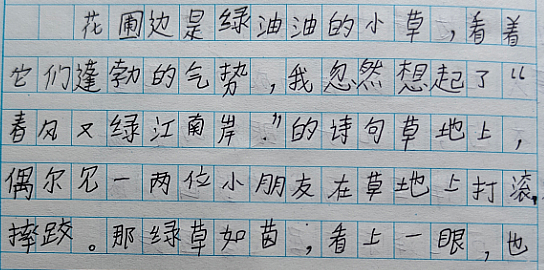 花圃边是绿油油的小草,看着
它们蓬勃的气势,我忽然想起了“
春风又绿江南岸.”的诗句草地上,
偶尔见一两位小朋友在草地上打滚,
摔跤。那绿草如茵,看上一眼,也